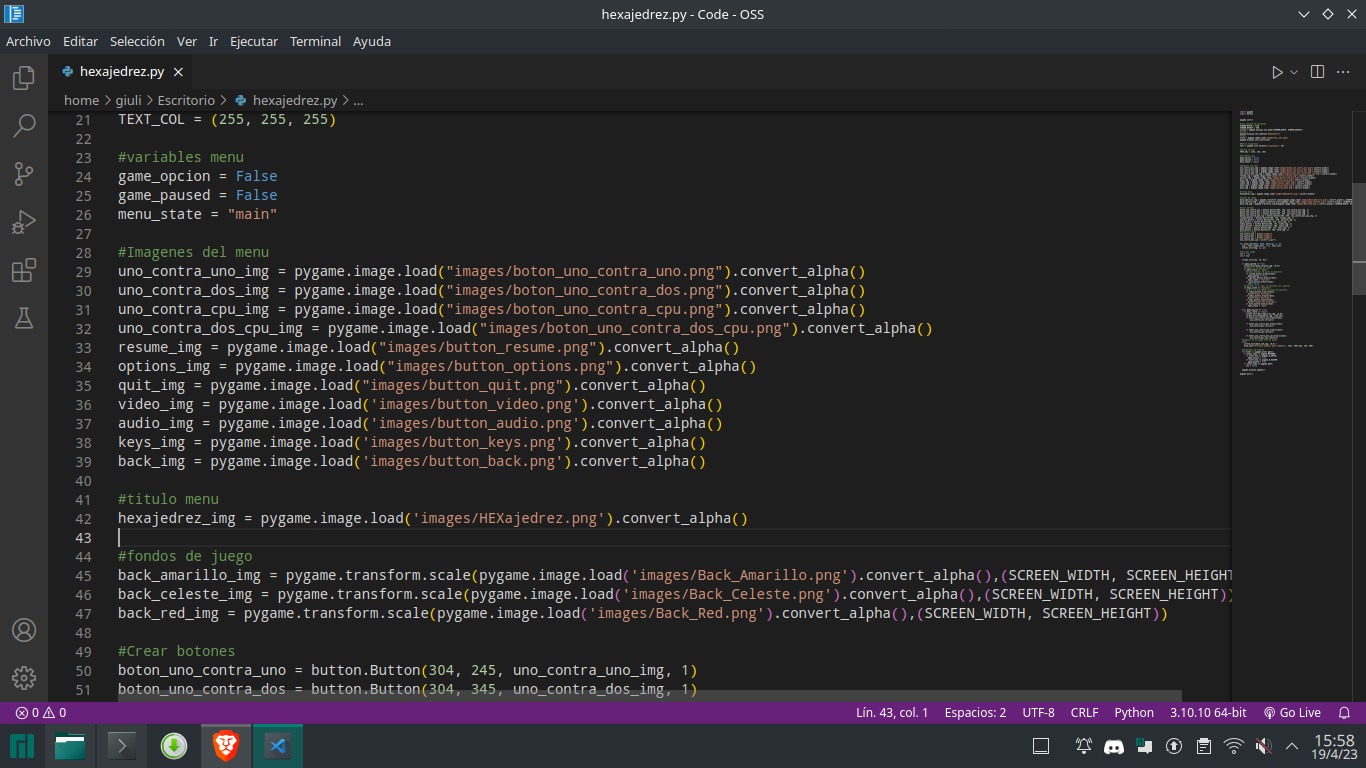 hexajedrez.py - Code - OSS
Archivo Editar Selección Ver Ir Ejecutar Terminal Ayuda
hexajedrez.py
home > giuli > Escritorio > hexajedrez.py > ...
21 TEXT_COL = (255, 255, 255)
22
23 #variables menu
24 game_opcion = False
25 game_paused = False
26 menu_state = "main"
27
28 #Imagenes del menu
29 uno_contra_uno_img = pygame.image.load("images/boton_uno_contra_uno.png").convert_alpha()
30 uno_contra_dos_img = pygame.image.load("images/boton_uno_contra_dos.png").convert_alpha()
31 uno_contra_cpu_img = pygame.image.load("images/boton_uno_contra_cpu.png").convert_alpha()
32 uno_contra_dos_cpu_img = pygame.image.load("images/boton_uno_contra_dos_cpu.png").convert_alpha()
33 resume_img = pygame.image.load("images/button_resume.png").convert_alpha()
34 options_img = pygame.image.load("images/button_options.png").convert_alpha()
35 quit_img = pygame.image.load("images/button_quit.png").convert_alpha()
36 video_img = pygame.image.load('images/button_video.png').convert_alpha()
37 audio_img = pygame.image.load('images/button_audio.png').convert_alpha()
38 keys_img = pygame.image.load('images/button_keys.png').convert_alpha()
39 back_img = pygame.image.load('images/button_back.png').convert_alpha()
40
41 #titulo menu
42 hexajedrez_img = pygame.image.load('images/HEXajedrez.png').convert_alpha()
43
44 #fondos de juego
45 back_amarillo_img = pygame.transform.scale(pygame.image.load('images/Back_Amarillo.png').convert_alpha(),(SCREEN_WIDTH, SCREEN_HEIGHT
46 back_celeste_img = pygame.transform.scale(pygame.image.load('images/Back_Celeste.png').convert_alpha(),(SCREEN_WIDTH, SCREEN_HEIGHT))
47 back_red_img = pygame.transform.scale(pygame.image.load('images/Back_Red.png').convert_alpha(),(SCREEN_WIDTH, SCREEN_HEIGHT))
48
49 #Crear botones
50 boton_uno_contra_uno = button.Button(304, 245, uno_contra_uno_img, 1)
51 boton_uno_contra_dos = button.Button(304, 345, uno_contra_dos_img, 1)
0 0 Lín. 43, col. 1 Espacios: 2 UTF-8 CRLF Python 3.10.10 64-bit Go Live
15:58
19/4/23